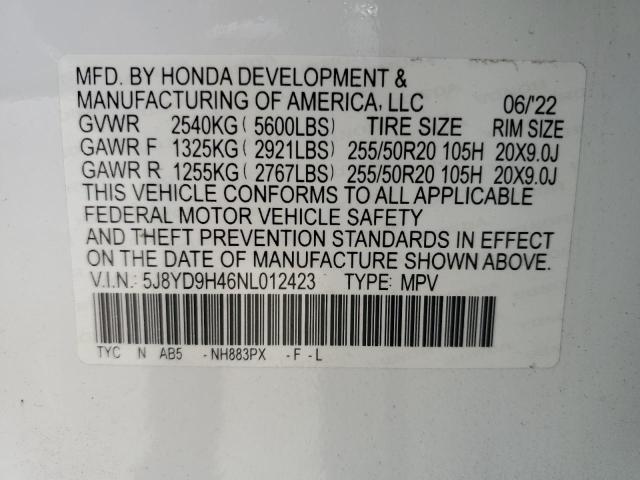 MFD. BY HONDA DEVELOPMENT &
MANUFACTURING OF AMERICA, LLC 06/'22
GVWR 2540KG( 5600LBS) TIRE SIZE RIM SIZE
GAWR F 1325KG( 2921LBS) 255/50R20 105H 20X9.0J
GAWR R 1255KG( 2767LBS) 255/50R20 105H 20X9.0J
THIS VEHICLE CONFORMS TO ALL APPLICABLE
FEDERAL MOTOR VEHICLE SAFETY
AND THEFT PREVENTION STANDARDS IN EFFECT
ON THE DATE OF MANUFACTURE SHOWN ABOVE.
V.I.N.: 5J8YD9H46NL012423 TYPE: MPV
TYC N AB5 -NH883PX -F -L